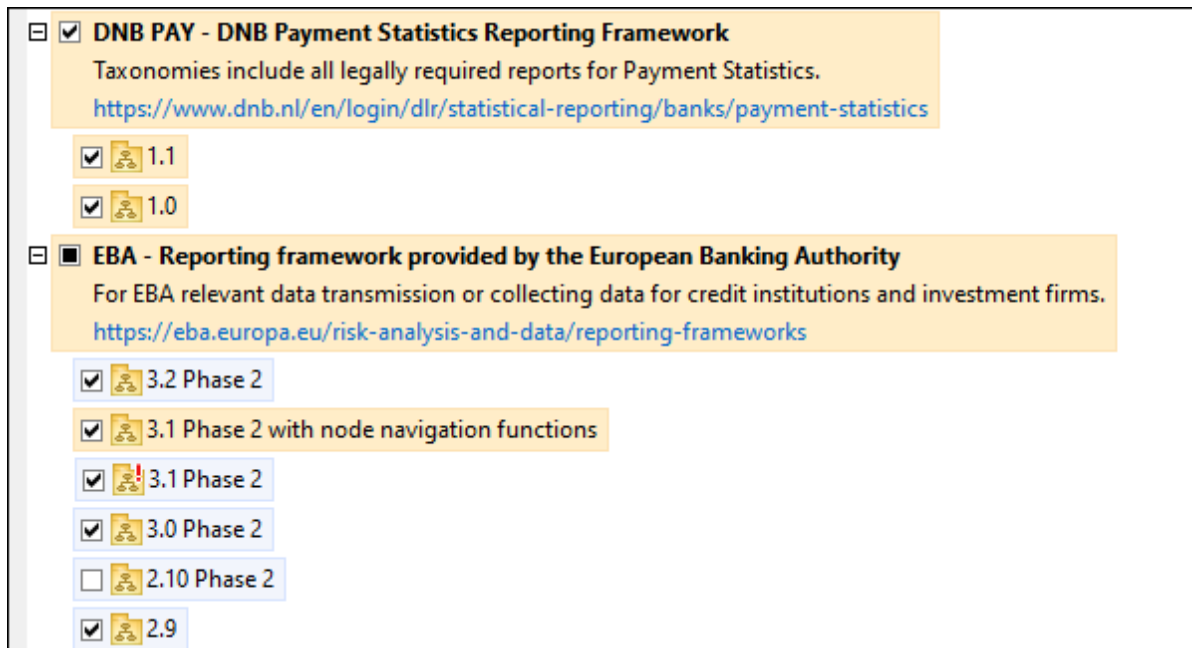 DNB PAY - DNB Payment Statistics Reporting Framework
Taxonomies include all legally required reports for Payment Statistics.
https://www.dnb.nl/en/login/dlr/statistical-reporting/banks/payment-statistics
1.1
1.0
EBA - Reporting framework provided by the European Banking Authority
For EBA relevant data transmission or collecting data for credit institutions and investment firms.
https://eba.europa.eu/risk-analysis-and-data/reporting-frameworks
3.2 Phase 2
3.1 Phase 2 with node navigation functions
3.1 Phase 2
3.0 Phase 2
2.10 Phase 2
2.9